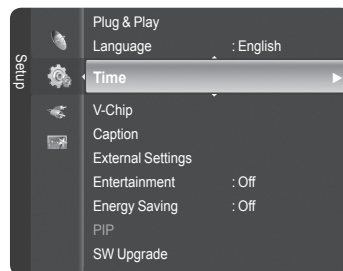 Setup
Plug & Play
Language : English
Time
V-Chip
Caption
External Settings
Entertainment : Off
Energy Saving : Off
PIP
SW Upgrade